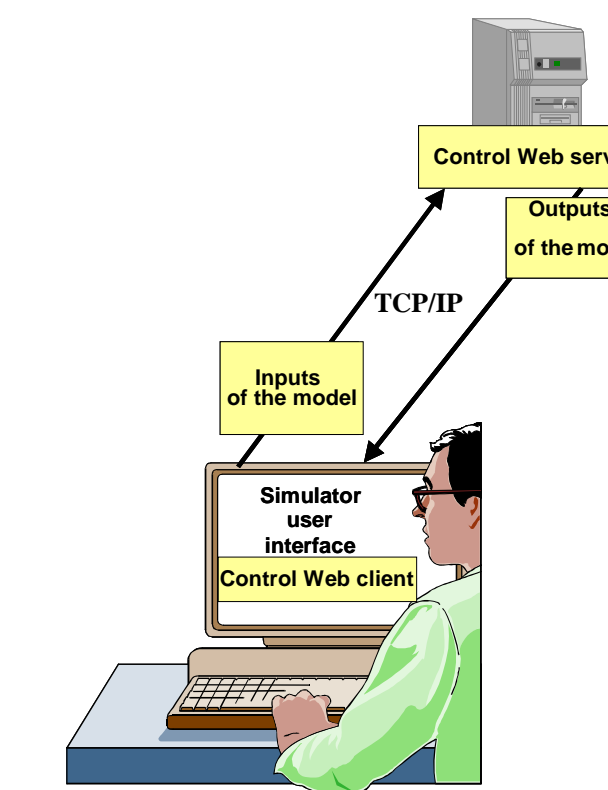 Control Web serv
Outputs
of the mo
TCP/IP
Inputs
of the model
Simulator
user
interface
Control Web client